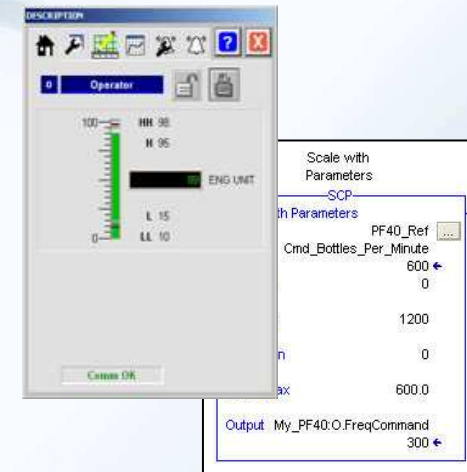 DESCRIPTION
?
X
0 Operator
100
HH 98
H 95
ENG UNIT
L 15
0
LL 10
Comm OK
Scale with
Parameters
SCP
th Parameters
PF40_Ref ...
Cmd_Bottles_Per_Minute
600
0
1200
n 0
ax 600.0
Output My_PF40:O.FreqCommand
300